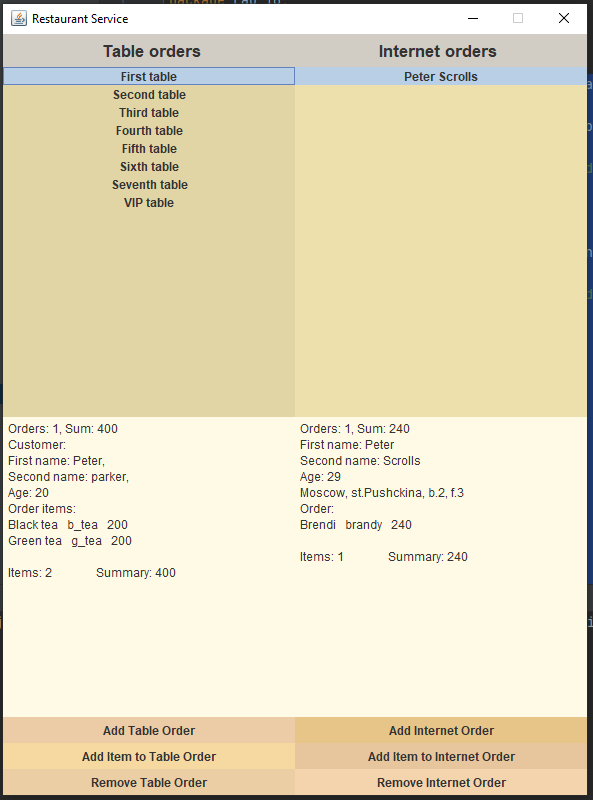 Restaurant Service
Table orders
First table
Second table
Third table
Fourth table
Fifth table
Sixth table
Seventh table
VIP table
Internet orders
Peter Scrolls
Orders: 1, Sum: 400
Customer:
First name: Peter,
Second name: parker,
Age: 20
Order items:
Black tea b_tea 200
Green tea g_tea 200
Items: 2 Summary: 400
Orders: 1, Sum: 240
First name: Peter
Second name: Scrolls
Age: 29
Moscow, st.Pushckina, b.2, f.3
Order:
Brendi brandy 240
Items: 1 Summary: 240
Add Table Order
Add Internet Order
Add Item to Table Order
Add Item to Internet Order
Remove Table Order
Remove Internet Order